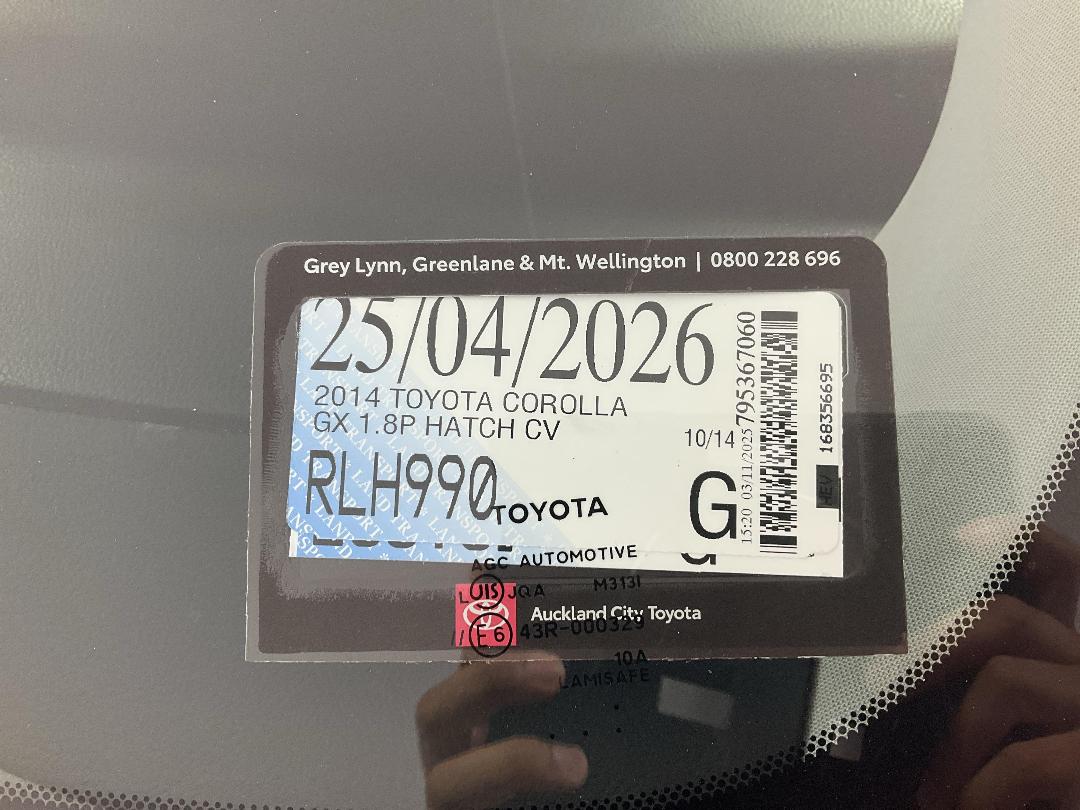 Grey Lynn, Greenlane & Mt. Wellington | 0800 228 696
25/04/2026
2014 TOYOTA COROLLA
GX 1.8P HATCH CV
10/14
RLH990
G
15:20 03/11/2025 795367060
168356695
HEV
TOYOTA
AGC AUTOMOTIVE
M313I
43R-000329
10A
LAMISAFE
Auckland City Toyota